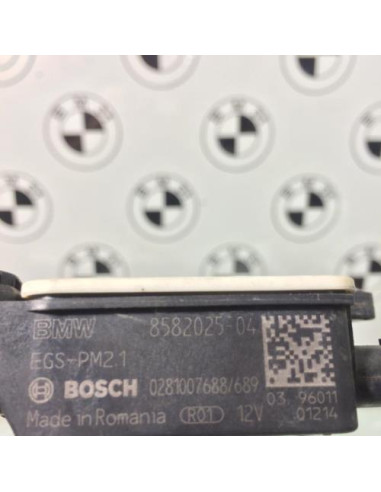 BMW 8582025-04
EGS-PM2.1
BOSCH 0281007688/689
03 96011
Made in Romania R01 12V 01214